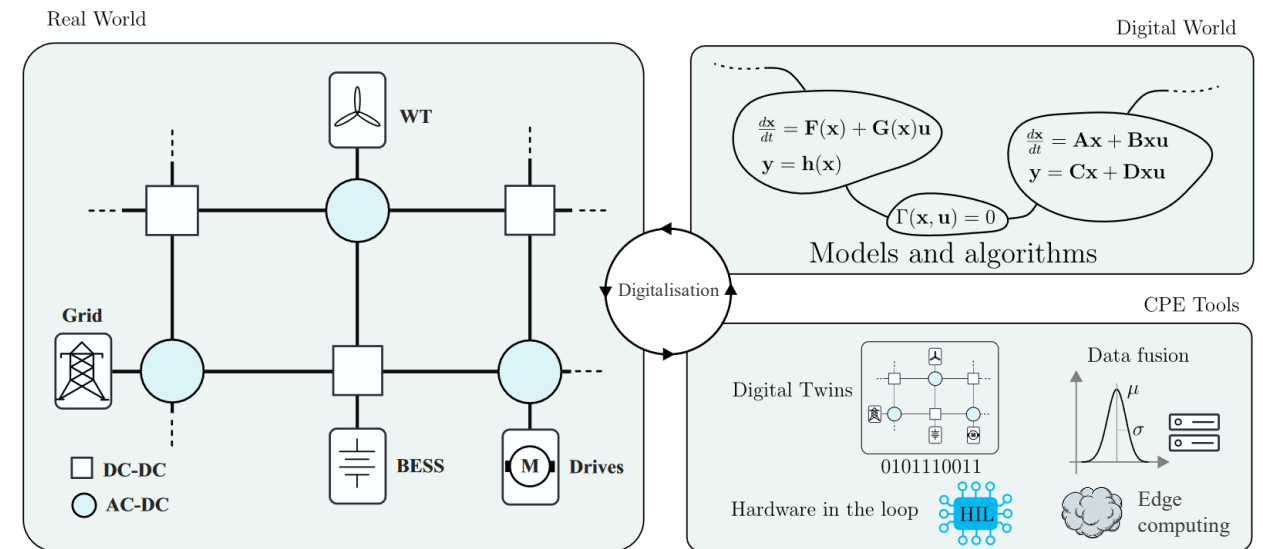 Real World
WT
Grid
DC-DC
AC-DC
BESS
M
Drives
Digitalisation
Digital World
d𝐱/dt = 𝐅(𝐱) + 𝐆(𝐱)𝐮
𝐲 = 𝐡(𝐱)
d𝐱/dt = 𝐀𝐱 + 𝐁𝐱𝐮
𝐲 = 𝐂𝐱 + 𝐃𝐱𝐮
Γ(𝐱, 𝐮) = 0
Models and algorithms
CPE Tools
Digital Twins
M
0101110011
Data fusion
μ
σ
Hardware in the loop
HIL
Edge
computing